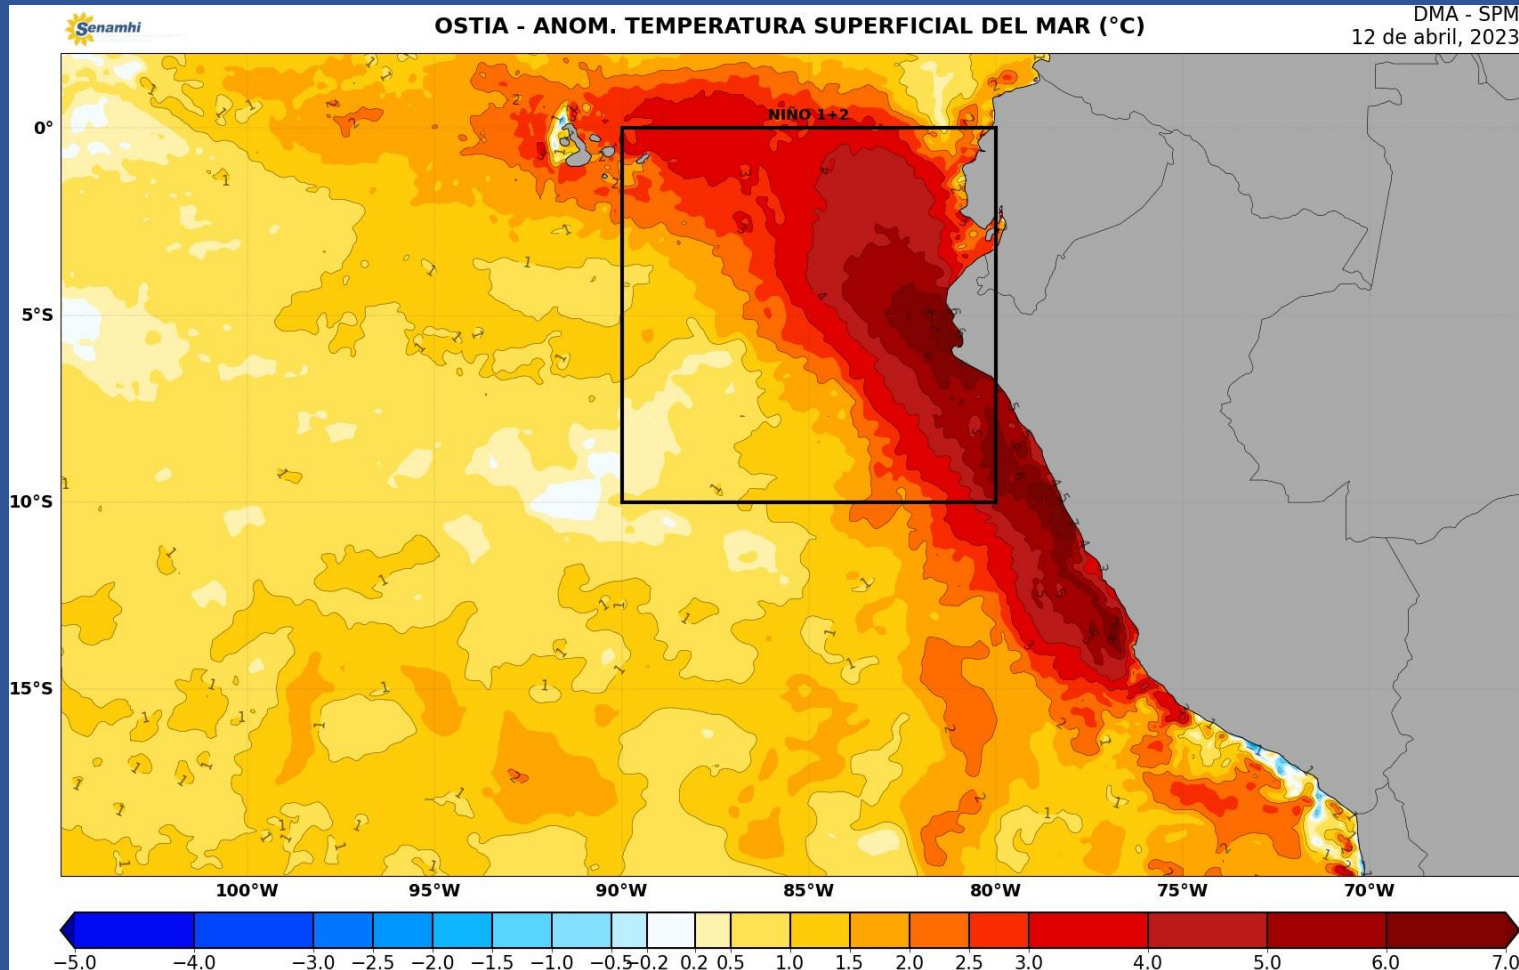 Senamhi
OSTIA - ANOM. TEMPERATURA SUPERFICIAL DEL MAR (°C)
DMA - SPM
12 de abril, 2023
NIÑO 1+2
0°
5°S
10°S
15°S
100°W 95°W 90°W 85°W 80°W 75°W 70°W
−5.0 −4.0 −3.0 −2.5 −2.0 −1.5 −1.0 −0.5 −0.2 0.2 0.5 1.0 1.5 2.0 2.5 3.0 4.0 5.0 6.0 7.0